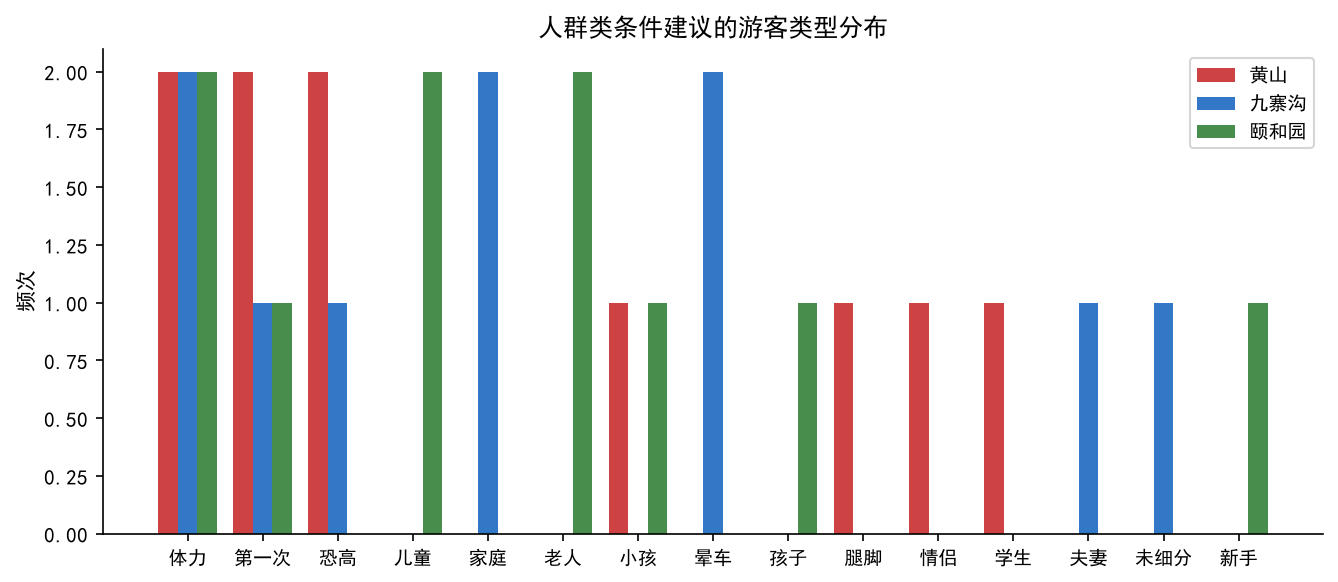 人群类条件建议的游客类型分布
黄山
九寨沟
颐和园
频次
2.00
1.75
1.50
1.25
1.00
0.75
0.50
0.25
0.00
体力 第一次 恐高 儿童 家庭 老人 小孩 晕车 孩子 腿脚 情侣 学生 夫妻 未细分 新手